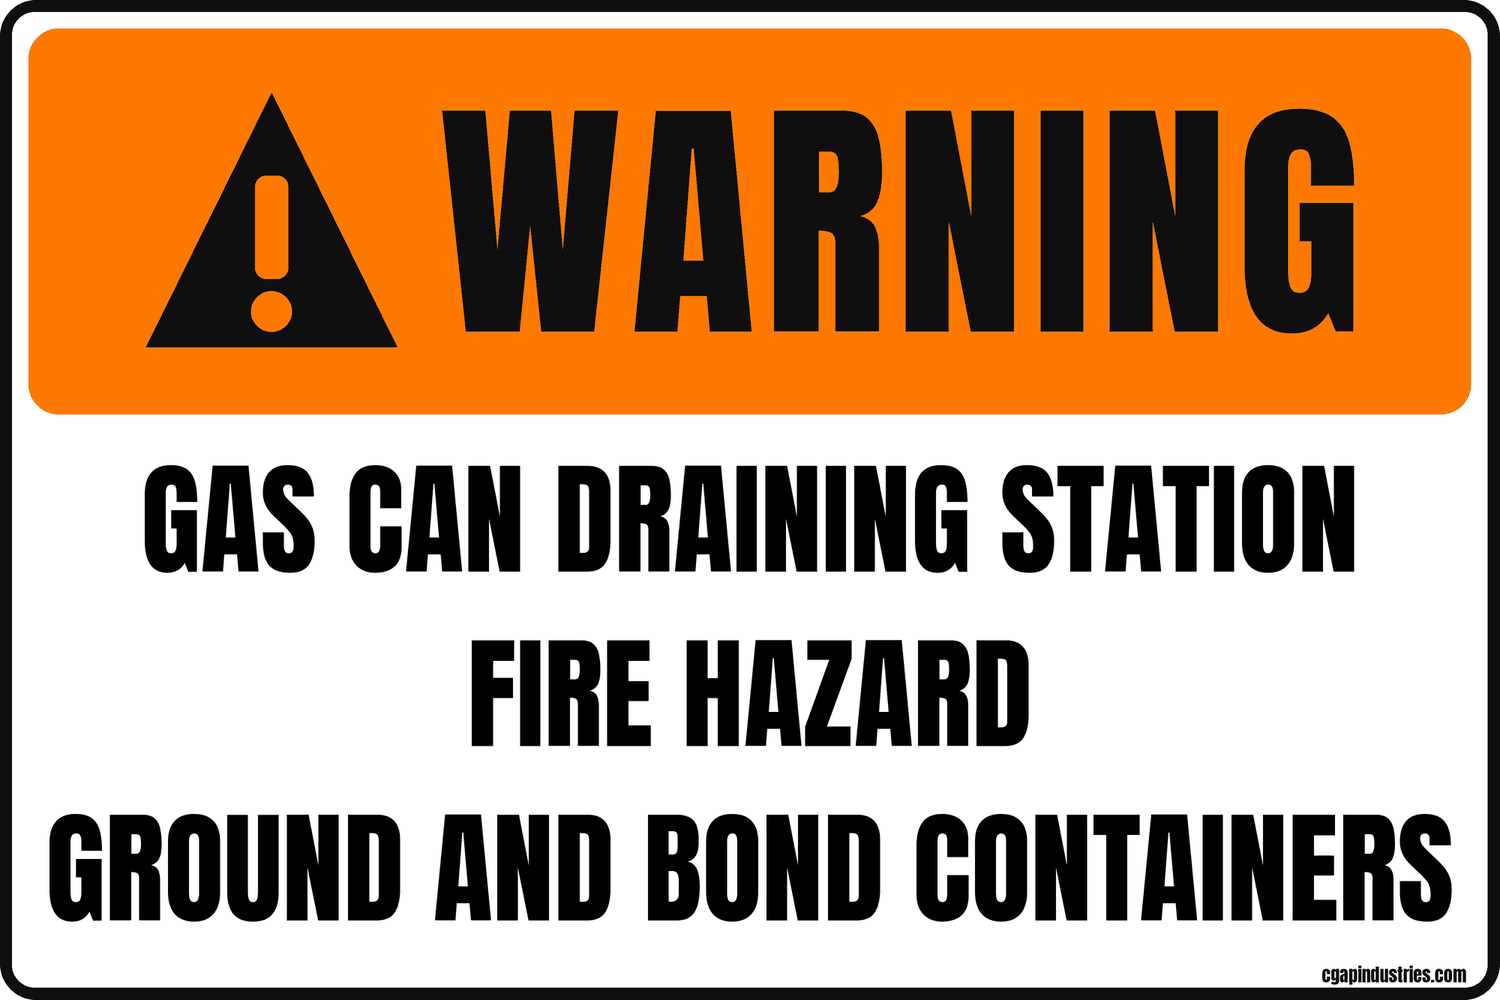 WARNING
GAS CAN DRAINING STATION
FIRE HAZARD
GROUND AND BOND CONTAINERS
cgapindustries.com